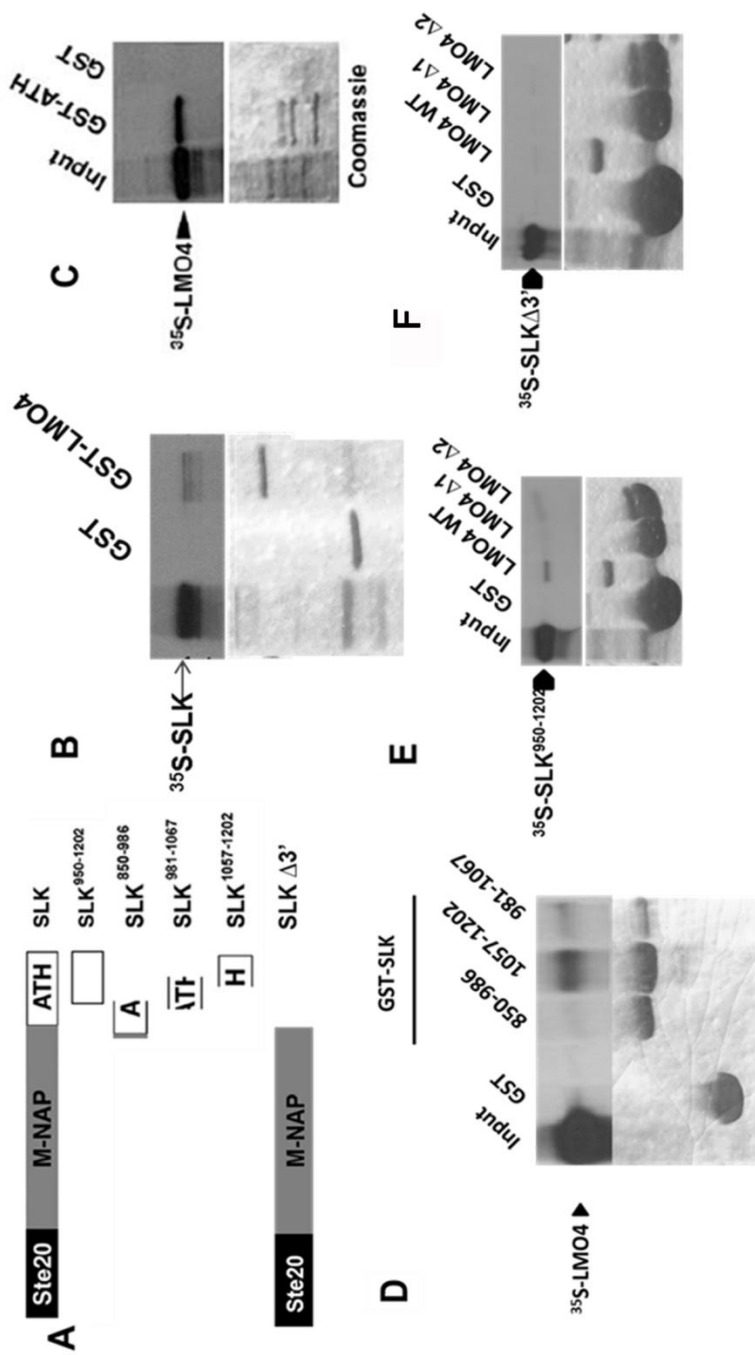 A
Ste20 M-NAP ATH SLK
SLK950-1202
A SLK850-986
ATH SLK981-1067
H SLK1057-1202
Ste20 M-NAP SLK Δ3'
B
GST
GST-LMO4
35S-SLK
C
Input
GST-ATH
GST
35S-LMO4
Coomassie
D
GST-SLK
Input
GST
850-986
1057-1202
981-1067
35S-LMO4
E
Input
GST
LMO4 WT
LMO4 Δ1
LMO4 Δ2
35S-SLK950-1202
F
Input
GST
LMO4 WT
LMO4 Δ1
LMO4 Δ2
35S-SLKΔ3'